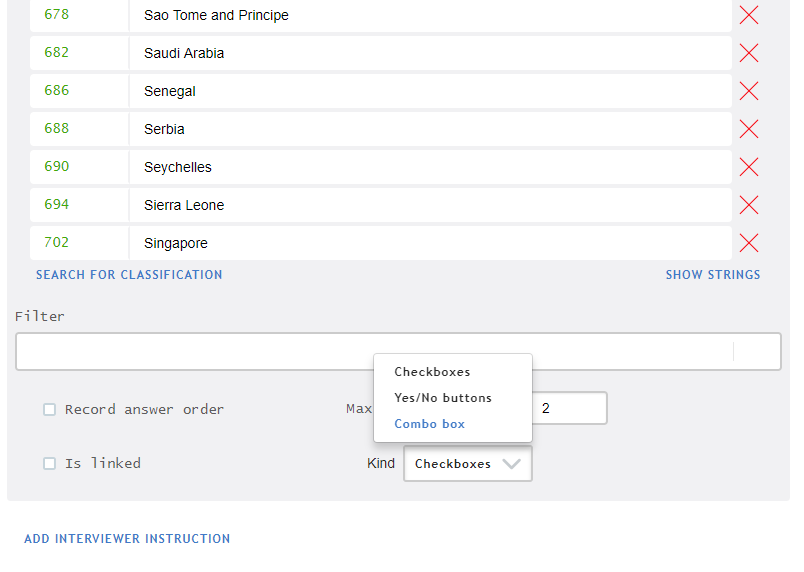 678 Sao Tome and Principe
682 Saudi Arabia
686 Senegal
688 Serbia
690 Seychelles
694 Sierra Leone
702 Singapore
SEARCH FOR CLASSIFICATION SHOW STRINGS
Filter
Checkboxes
Yes/No buttons
Combo box
Record answer order Max 2
Is linked Kind Checkboxes
ADD INTERVIEWER INSTRUCTION